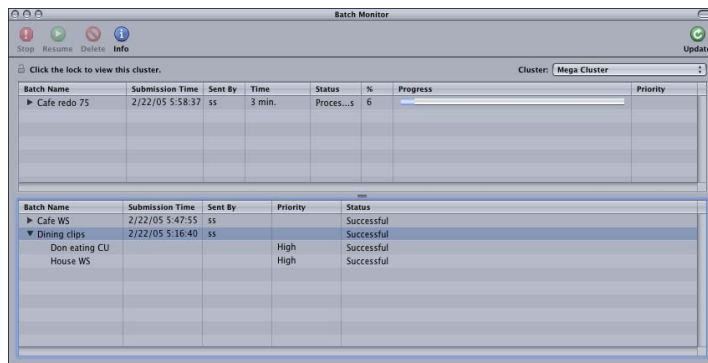 Batch Monitor
Stop Resume Delete Info Update
Click the lock to view this cluster. Cluster: Mega Cluster
Batch Name Submission Time Sent By Time Status % Progress Priority
Cafe redo 75 2/22/05 5:58:37 ss 3 min. Proces...s 6
Batch Name Submission Time Sent By Priority Status
Cafe WS 2/22/05 5:47:55 ss Successful
Dining clips 2/22/05 5:16:40 ss Successful
Don eating CU High Successful
House WS High Successful